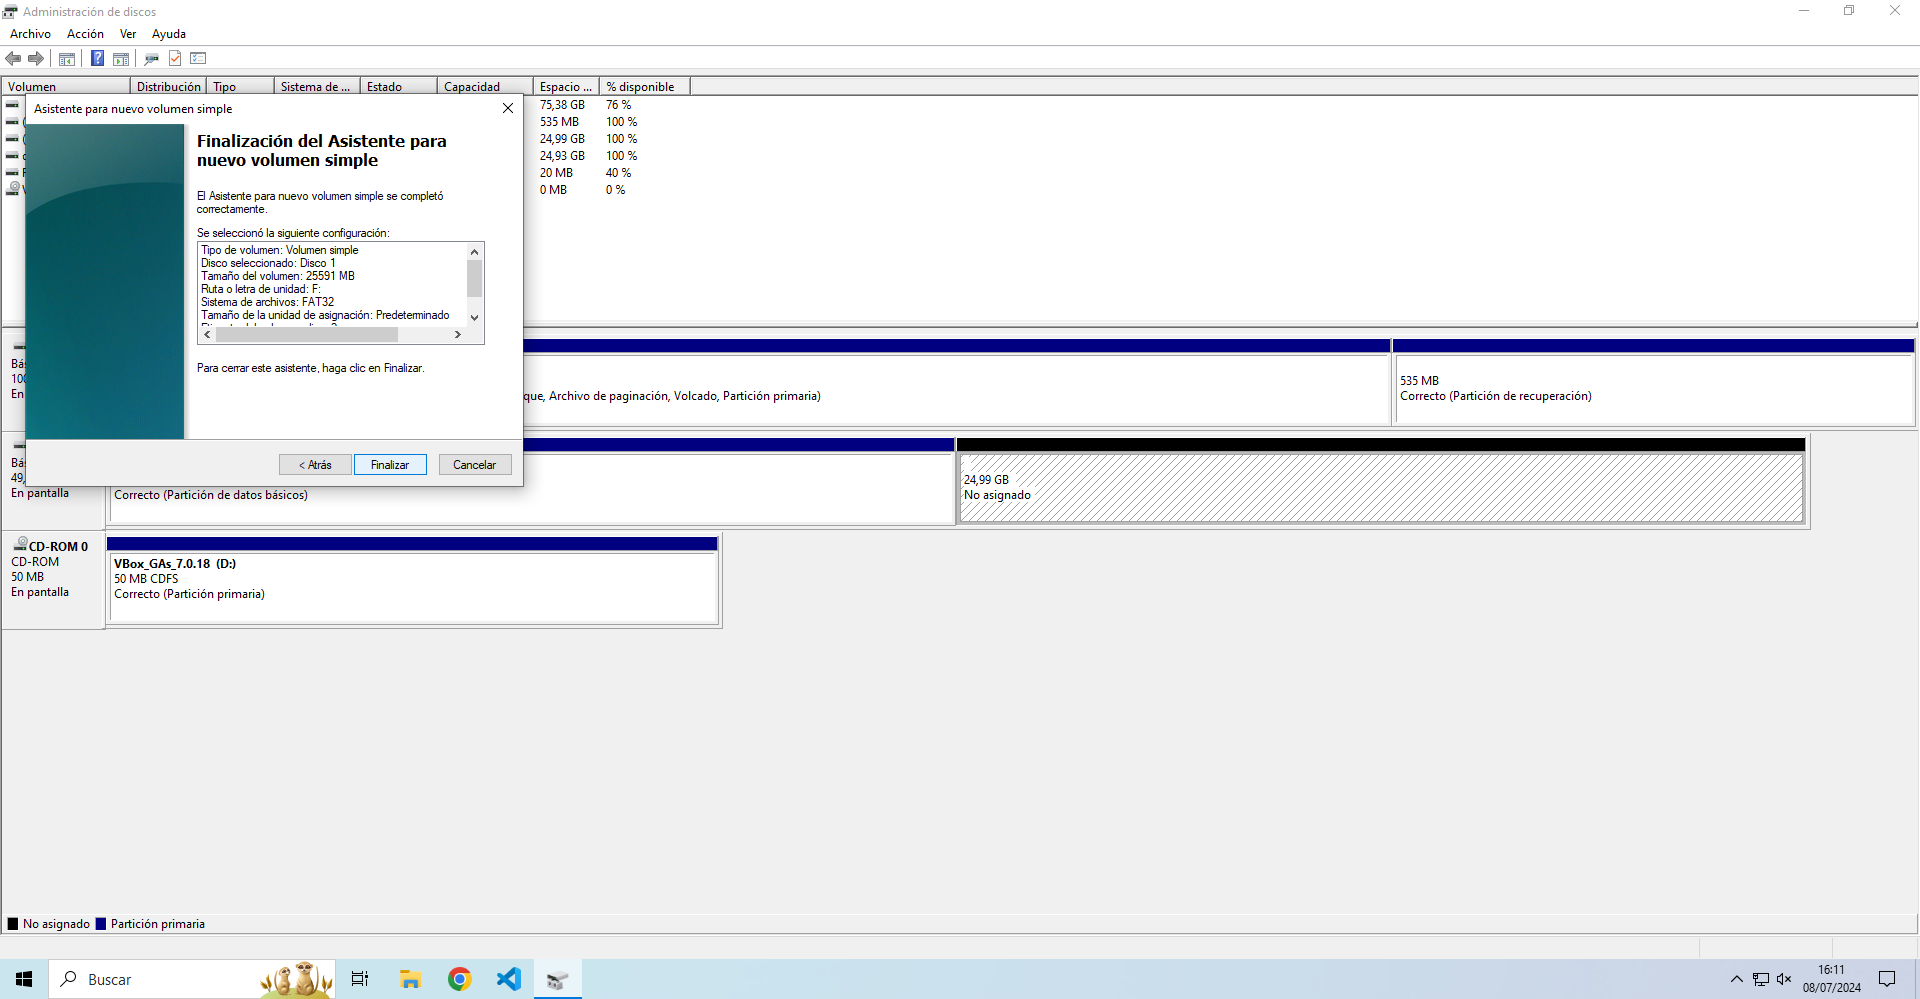 Administración de discos
Archivo Acción Ver Ayuda
Volumen Distribución Tipo Sistema de ... Estado Capacidad Espacio ... % disponible
75,38 GB 76 %
535 MB 100 %
24,99 GB 100 %
24,93 GB 100 %
20 MB 40 %
0 MB 0 %
Asistente para nuevo volumen simple
Finalización del Asistente para
nuevo volumen simple
El Asistente para nuevo volumen simple se completó
correctamente.
Se seleccionó la siguiente configuración:
Tipo de volumen: Volumen simple
Disco seleccionado: Disco 1
Tamaño del volumen: 25591 MB
Ruta o letra de unidad: F:
Sistema de archivos: FAT32
Tamaño de la unidad de asignación: Predeterminado
Para cerrar este asistente, haga clic en Finalizar.
< Atrás Finalizar Cancelar
que, Archivo de paginación, Volcado, Partición primaria)
535 MB
Correcto (Partición de recuperación)
En pantalla
Correcto (Partición de datos básicos)
24,99 GB
No asignado
CD-ROM 0
CD-ROM
50 MB
En pantalla
VBox_GAs_7.0.18 (D:)
50 MB CDFS
Correcto (Partición primaria)
No asignado Partición primaria
Buscar
16:11
08/07/2024